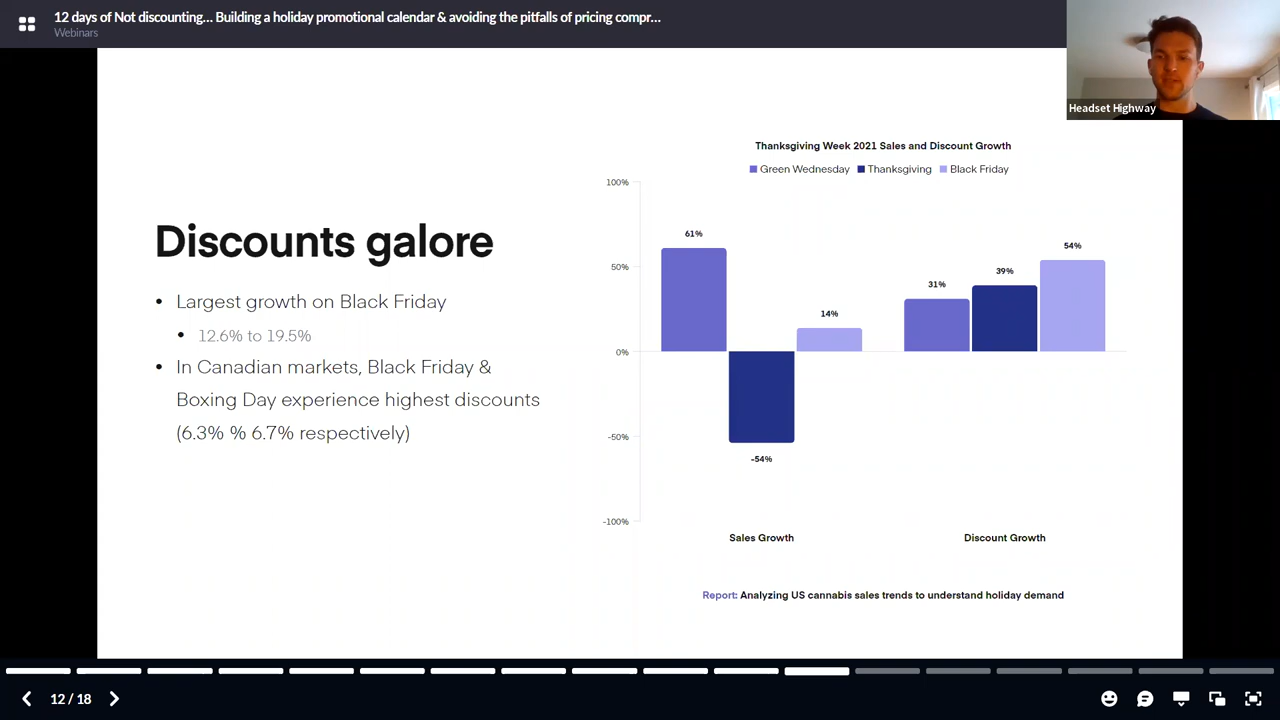 12 days of Not discounting... Building a holiday promotional calendar & avoiding the pitfalls of pricing compr...
Webinars
Headset Highway
Discounts galore
• Largest growth on Black Friday
• 12.6% to 19.5%
• In Canadian markets, Black Friday &
Boxing Day experience highest discounts
(6.3% % 6.7% respectively)
Thanksgiving Week 2021 Sales and Discount Growth
Green Wednesday Thanksgiving Black Friday
100%
50%
0%
-50%
-100%
61%
-54%
14%
31%
39%
54%
Sales Growth Discount Growth
Report: Analyzing US cannabis sales trends to understand holiday demand
12 / 18